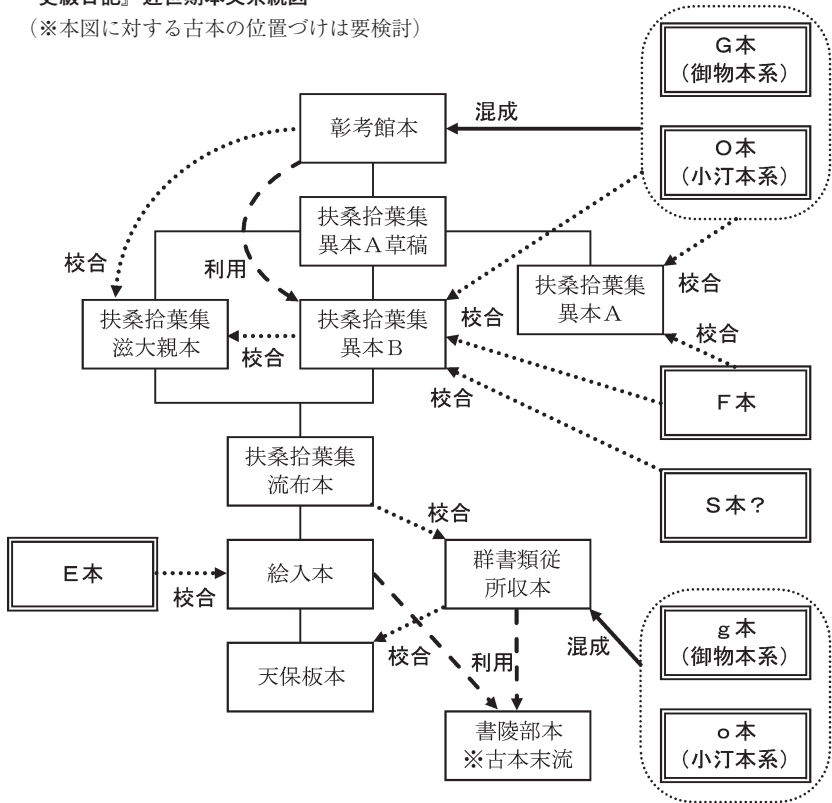 『更級日記』近世期本文系統図
（※本図に対する古本の位置づけは要検討）
Ｇ本
（御物本系）
混成
彰考館本
Ｏ本
（小汀本系）
扶桑拾葉集
異本Ａ草稿
校合
利用
扶桑拾葉集
異本Ａ
校合
扶桑拾葉集
滋大親本
扶桑拾葉集
異本Ｂ
校合
校合
校合
校合
Ｆ本
扶桑拾葉集
流布本
Ｓ本？
校合
Ｅ本
校合
絵入本
群書類従
所収本
ｇ本
（御物本系）
混成
校合
利用
天保板本
ｏ本
（小汀本系）
書陵部本
※古本末流